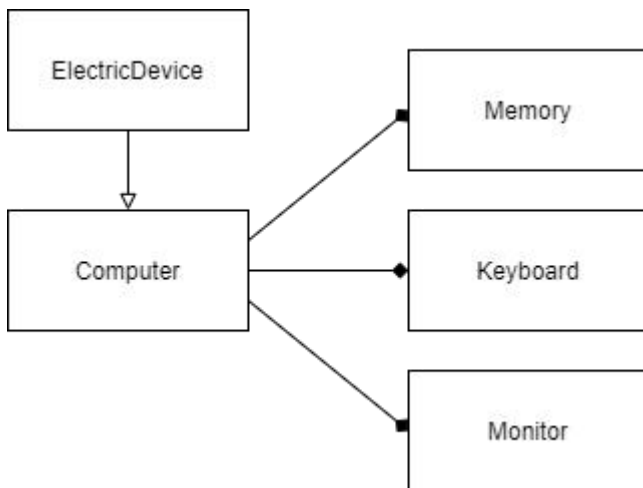 ElectricDevice
Memory
Computer
Keyboard
Monitor